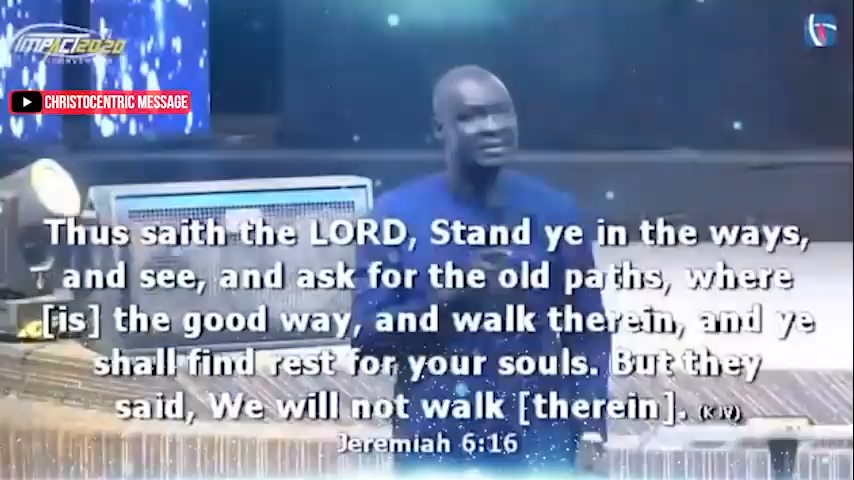 IMPACT2020
CHRISTOCENTRIC MESSAGE
Thus saith the LORD, Stand ye in the ways,
and see, and ask for the old paths, where
[is] the good way, and walk therein, and ye
shall find rest for your souls. But they
said, We will not walk [therein]. (KJV)
Jeremiah 6:16